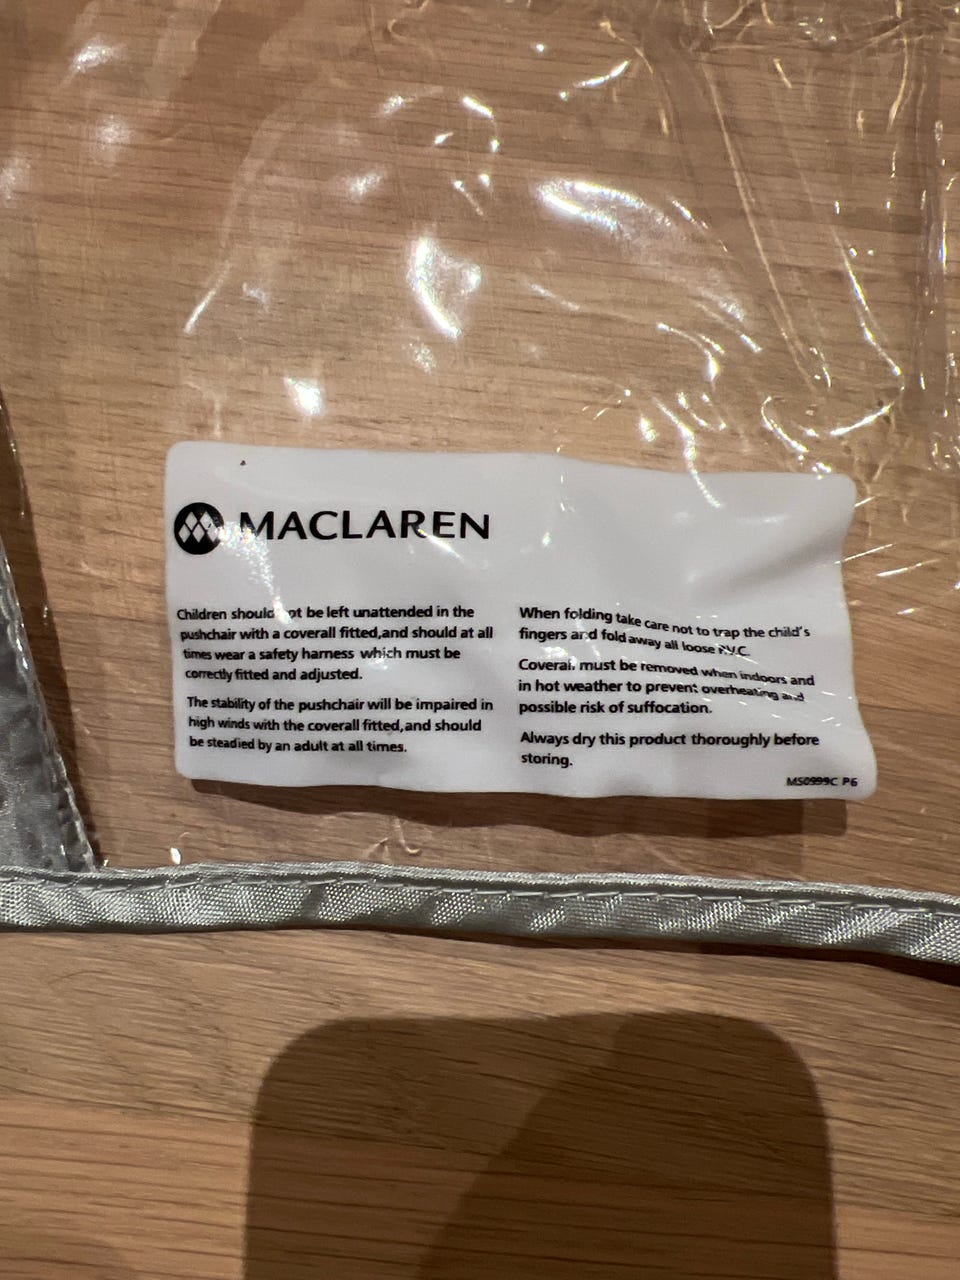 MACLAREN
Children should not be left unattended in the
pushchair with a coverall fitted,and should at all
times wear a safety harness which must be
correctly fitted and adjusted.
The stability of the pushchair will be impaired in
high winds with the coverall fitted,and should
be steadied by an adult at all times.
When folding take care not to trap the child's
fingers and fold away all loose P.V.C.
Coverall must be removed when indoors and
in hot weather to prevent overheating and
possible risk of suffocation.
Always dry this product thoroughly before
storing.
MS0999C P6